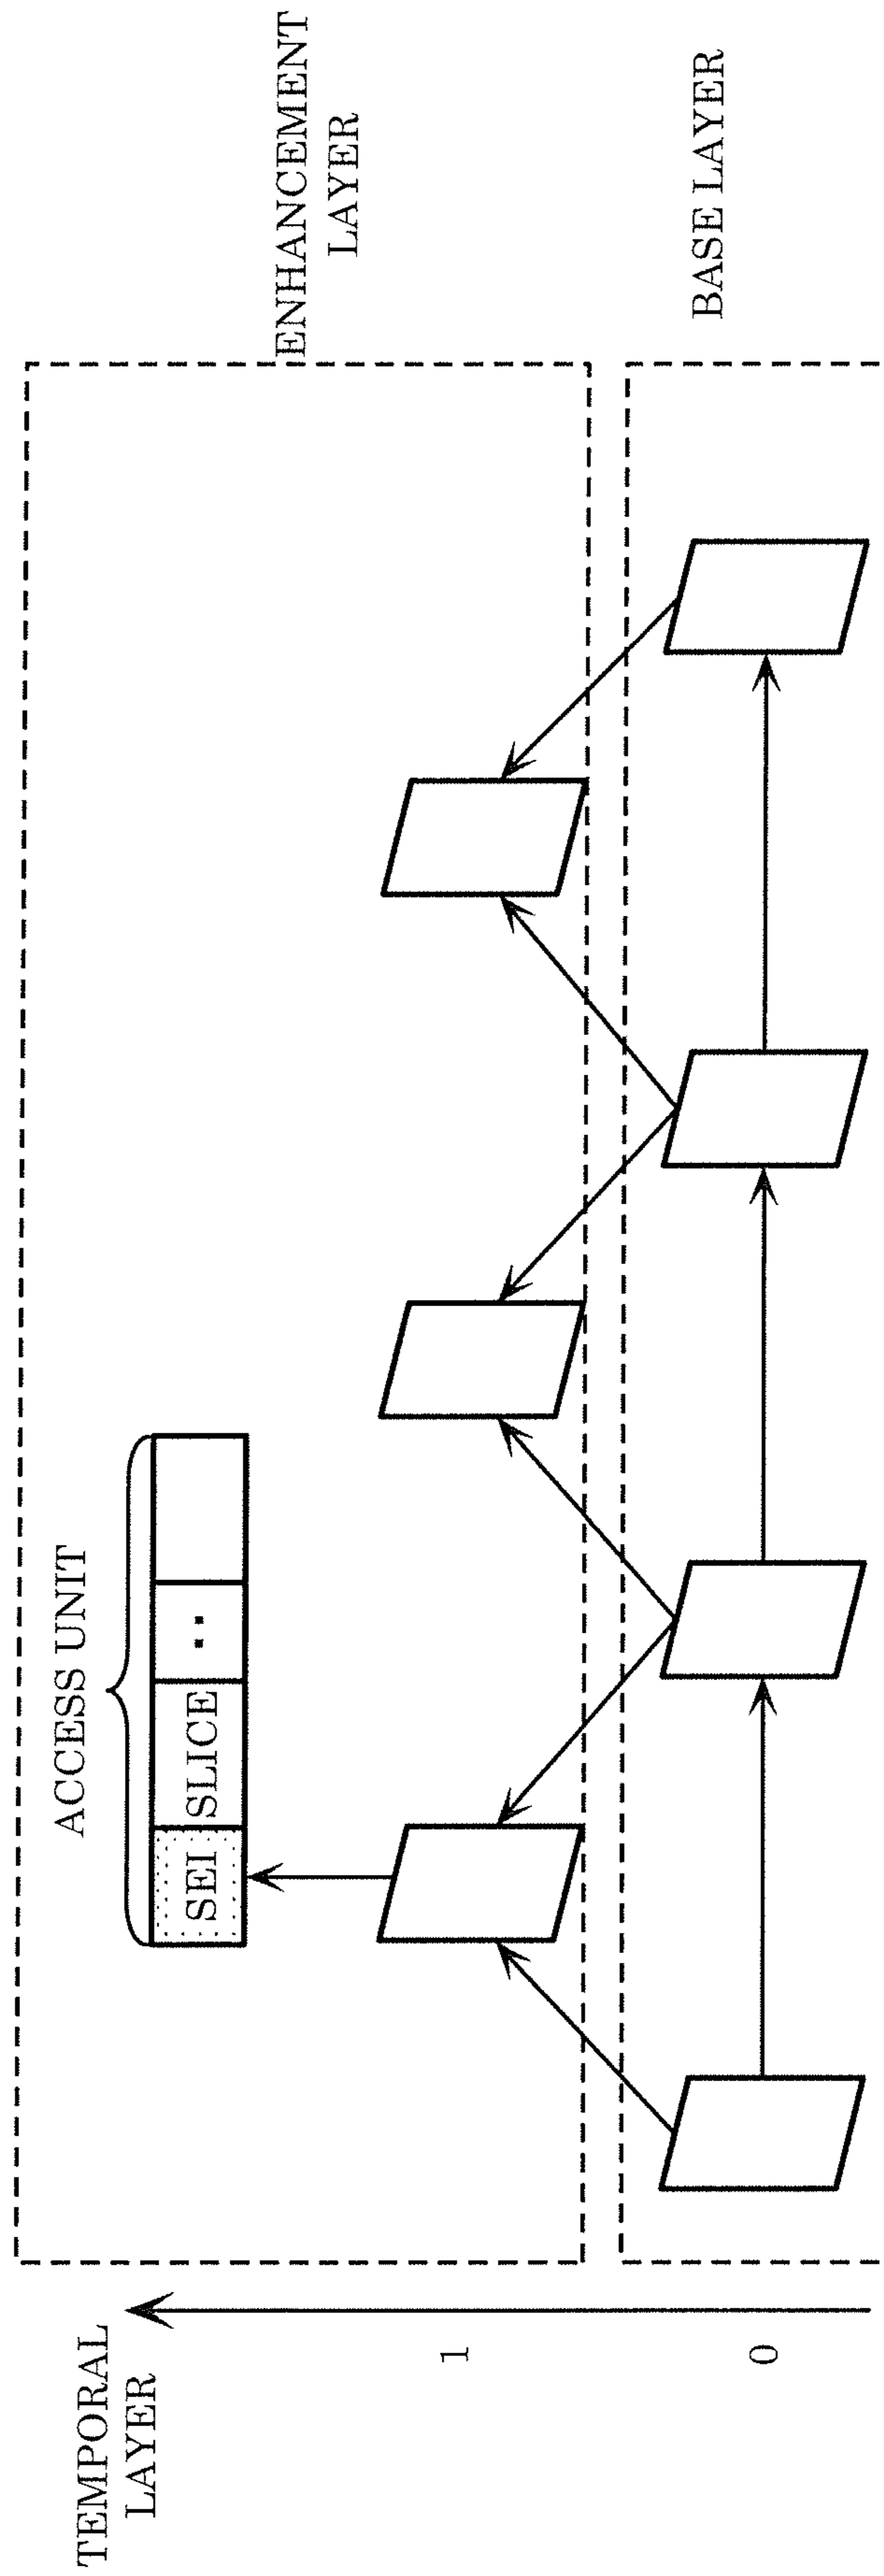 TEMPORAL
LAYER
ACCESS UNIT
SEI
SLICE
..
ENHANCEMENT
LAYER
1
0
BASE LAYER